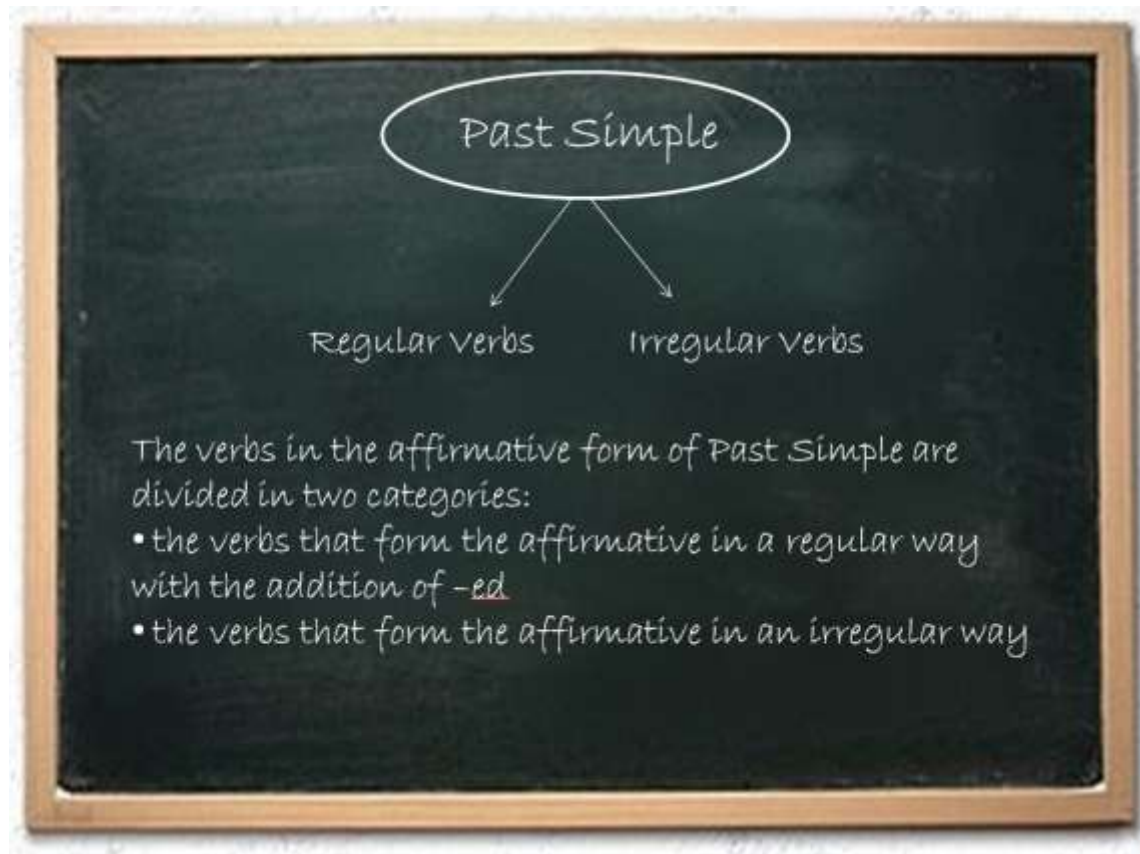 Past Simple
Regular Verbs
Irregular Verbs
The verbs in the affirmative form of Past Simple are
divided in two categories:
• the verbs that form the affirmative in a regular way
with the addition of –ed
• the verbs that form the affirmative in an irregular way